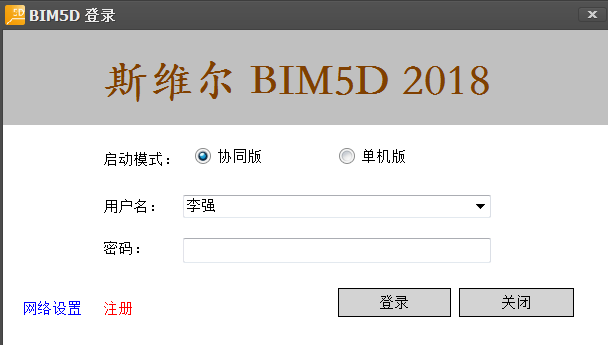 BIM5D 登录
斯维尔 BIM5D 2018
启动模式： 协同版 单机版
用户名： 李强
密码：
网络设置 注册 登录 关闭